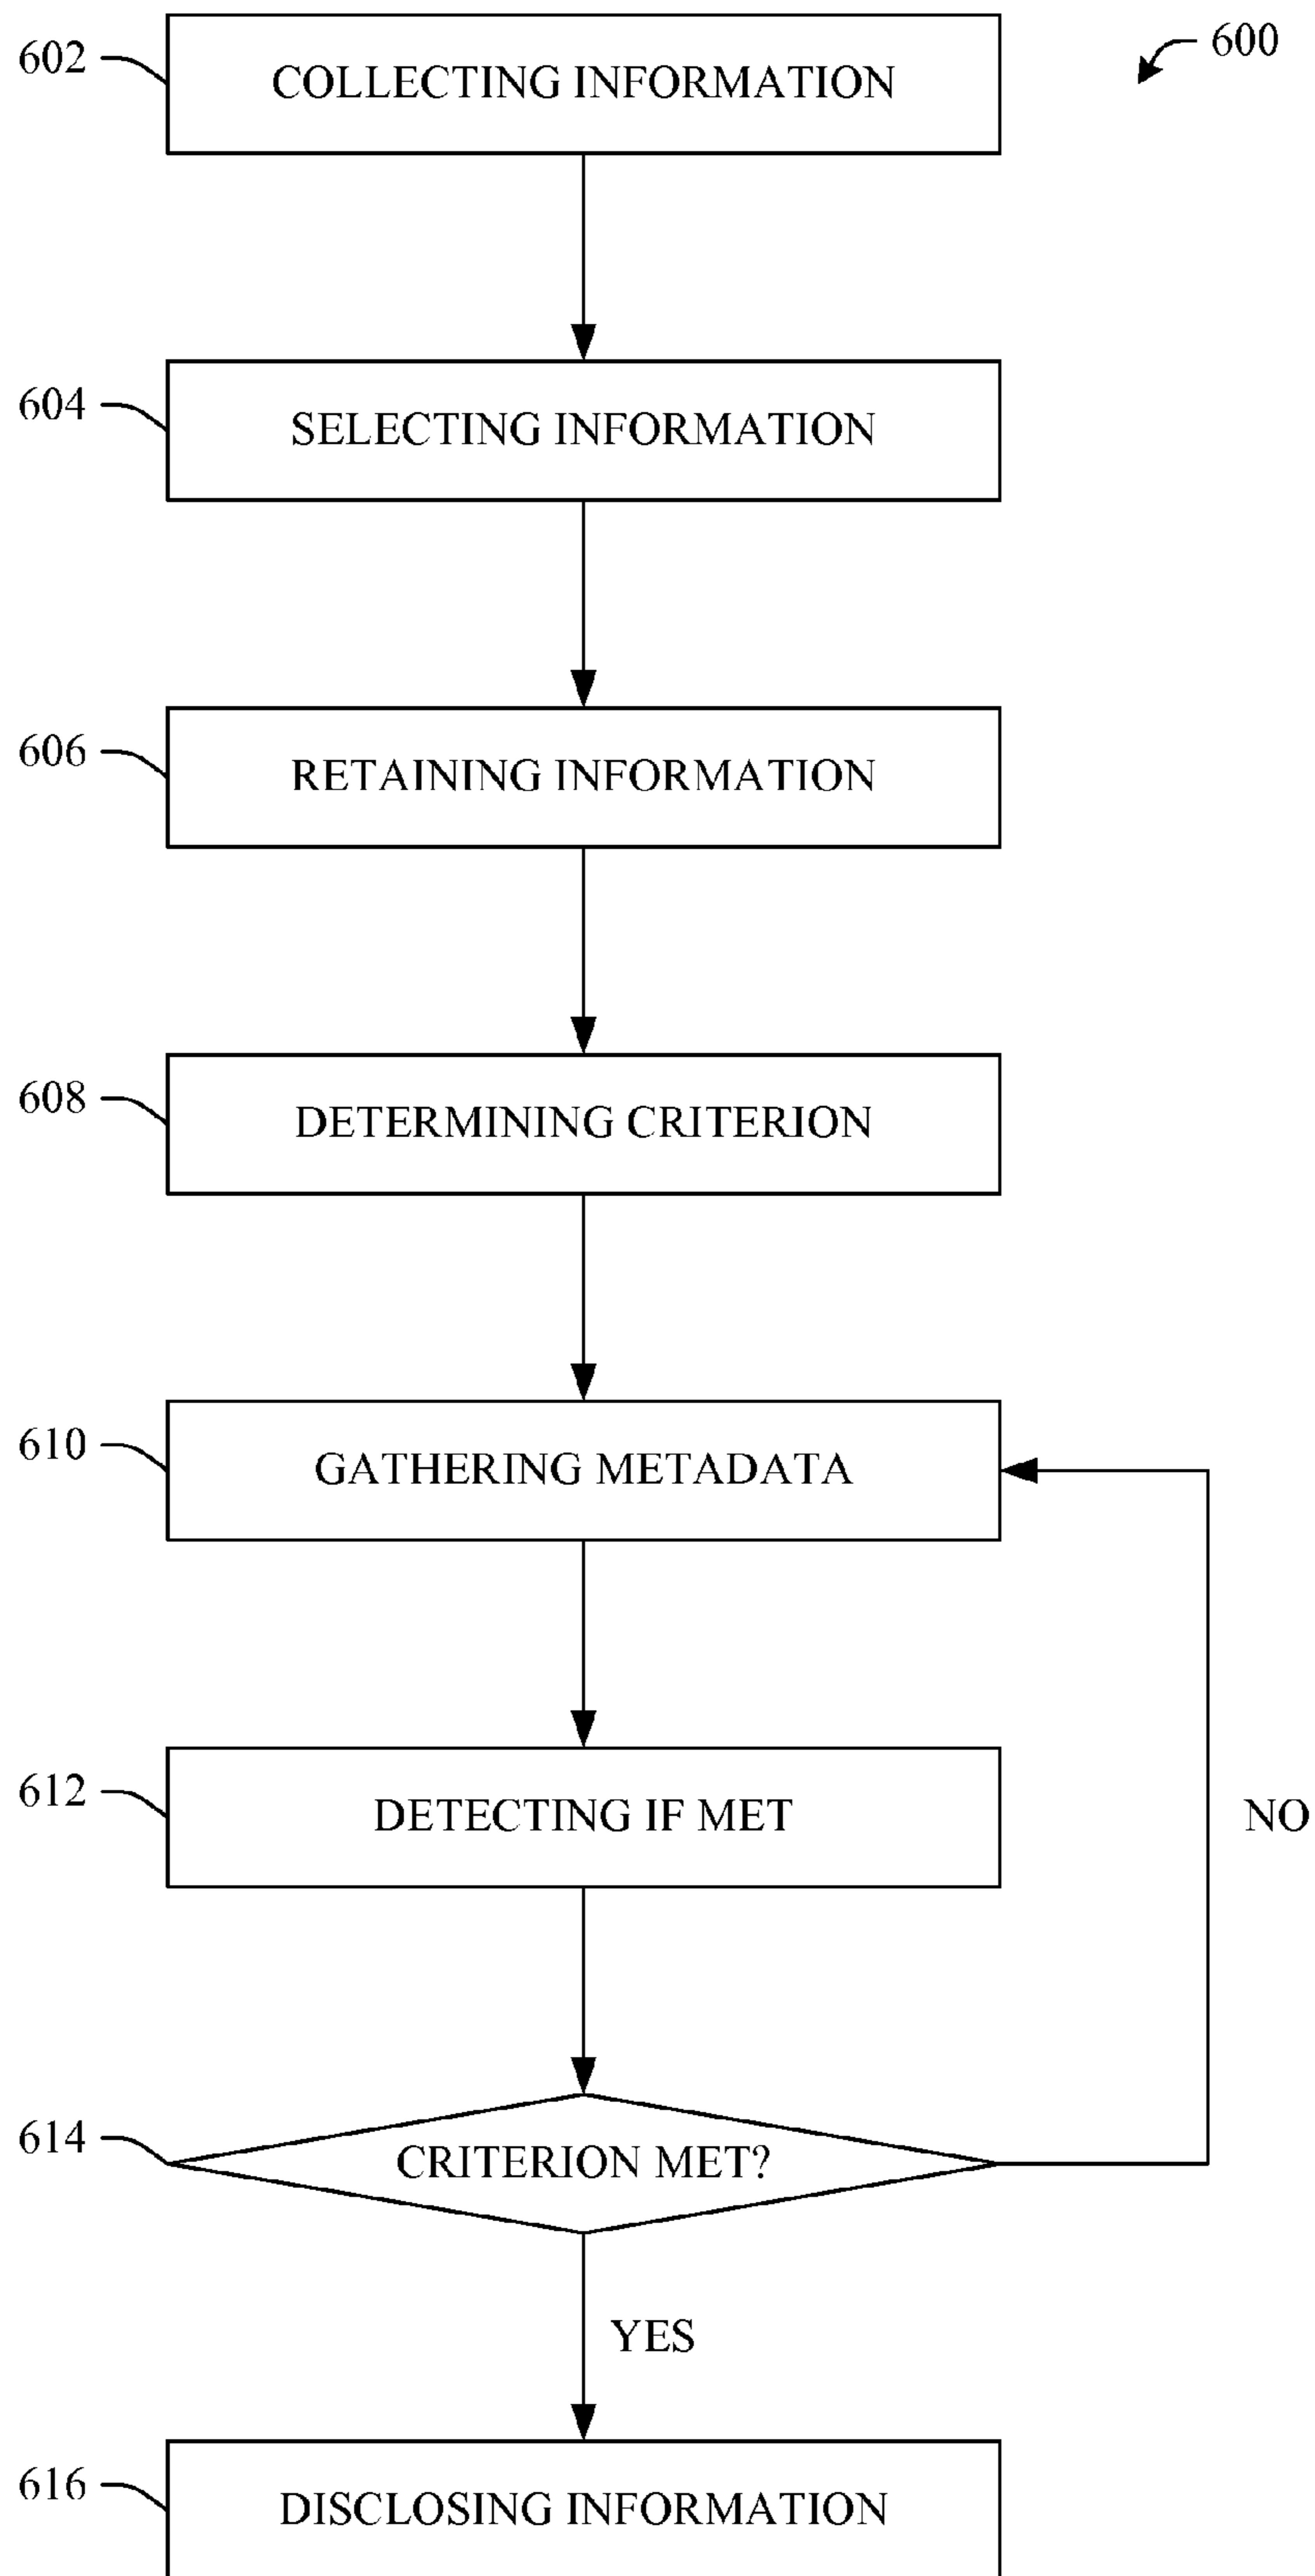 600
602
COLLECTING INFORMATION
604
SELECTING INFORMATION
606
RETAINING INFORMATION
608
DETERMINING CRITERION
610
GATHERING METADATA
612
DETECTING IF MET
NO
614
CRITERION MET?
YES
616
DISCLOSING INFORMATION